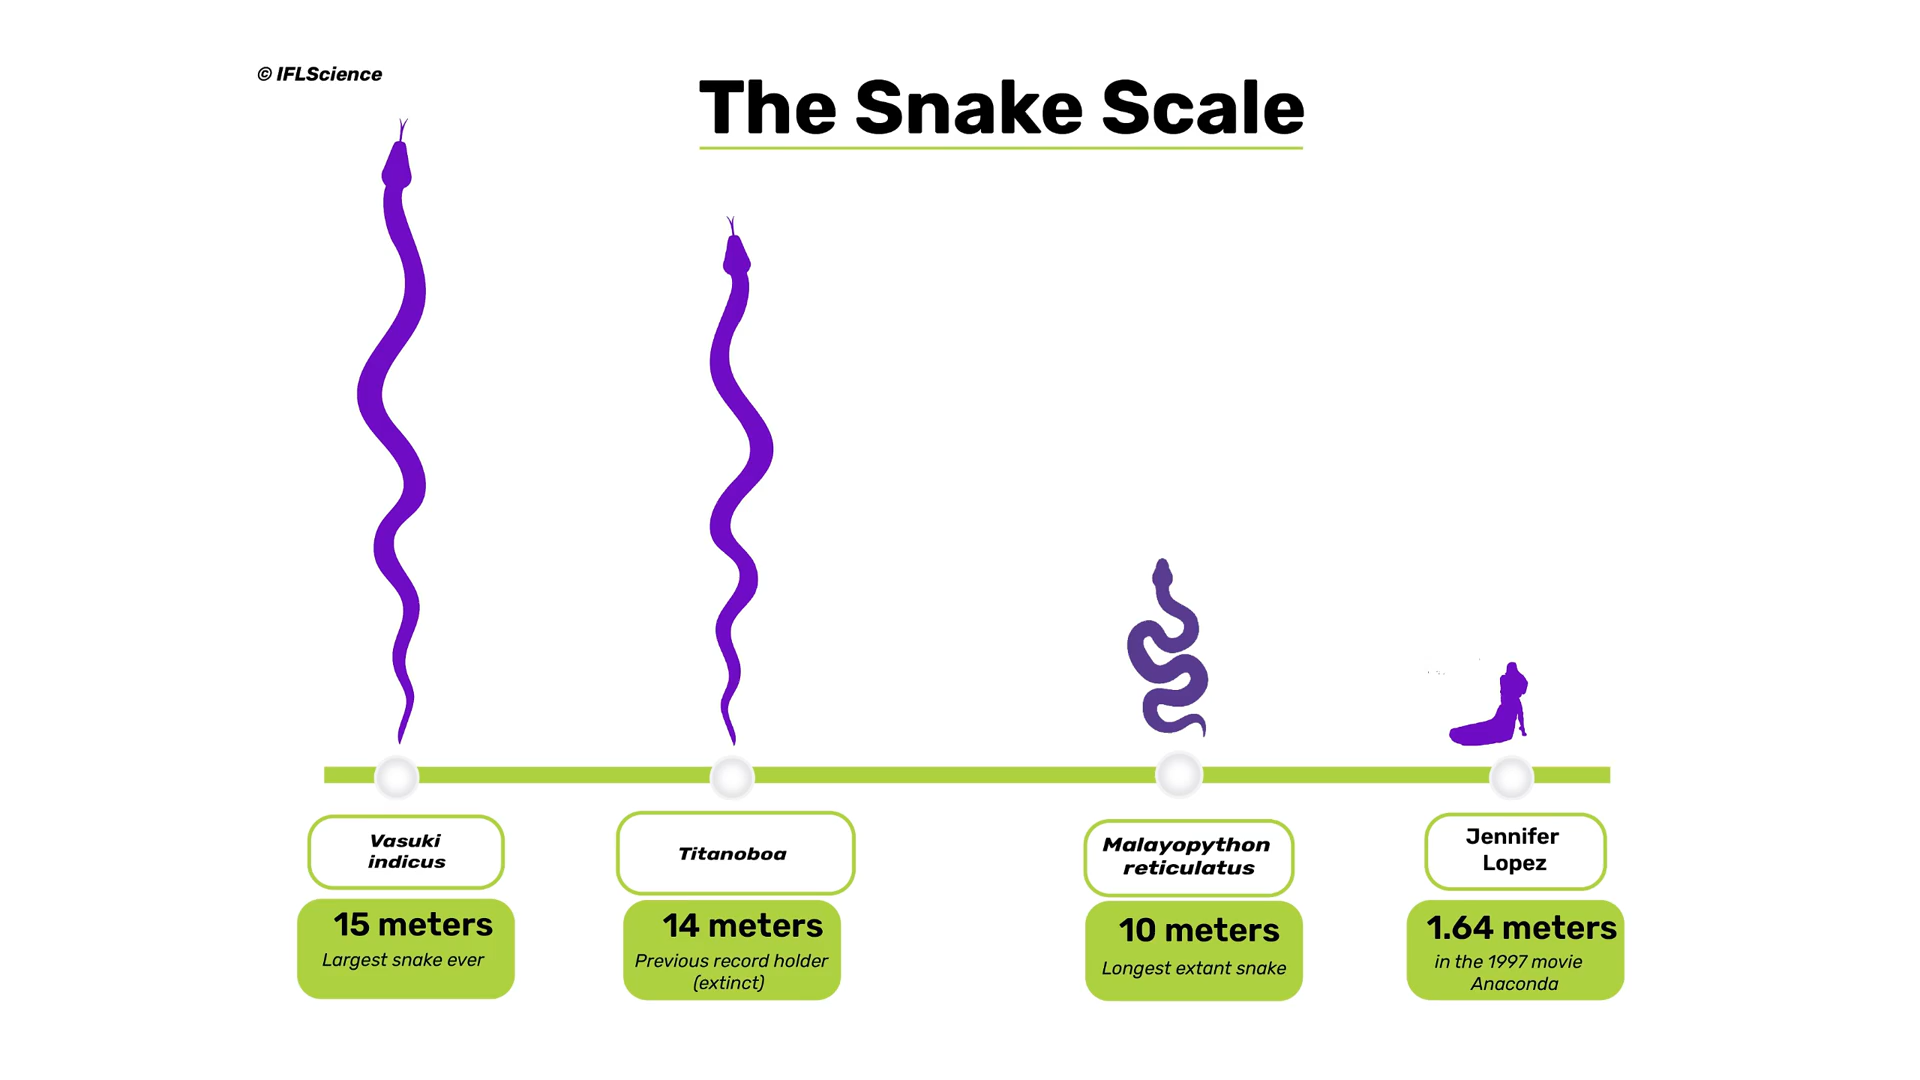 © IFLScience
The Snake Scale
Vasuki
indicus
15 meters
Largest snake ever
Titanoboa
14 meters
Previous record holder
(extinct)
Malayopython
reticulatus
10 meters
Longest extant snake
Jennifer
Lopez
1.64 meters
in the 1997 movie
Anaconda